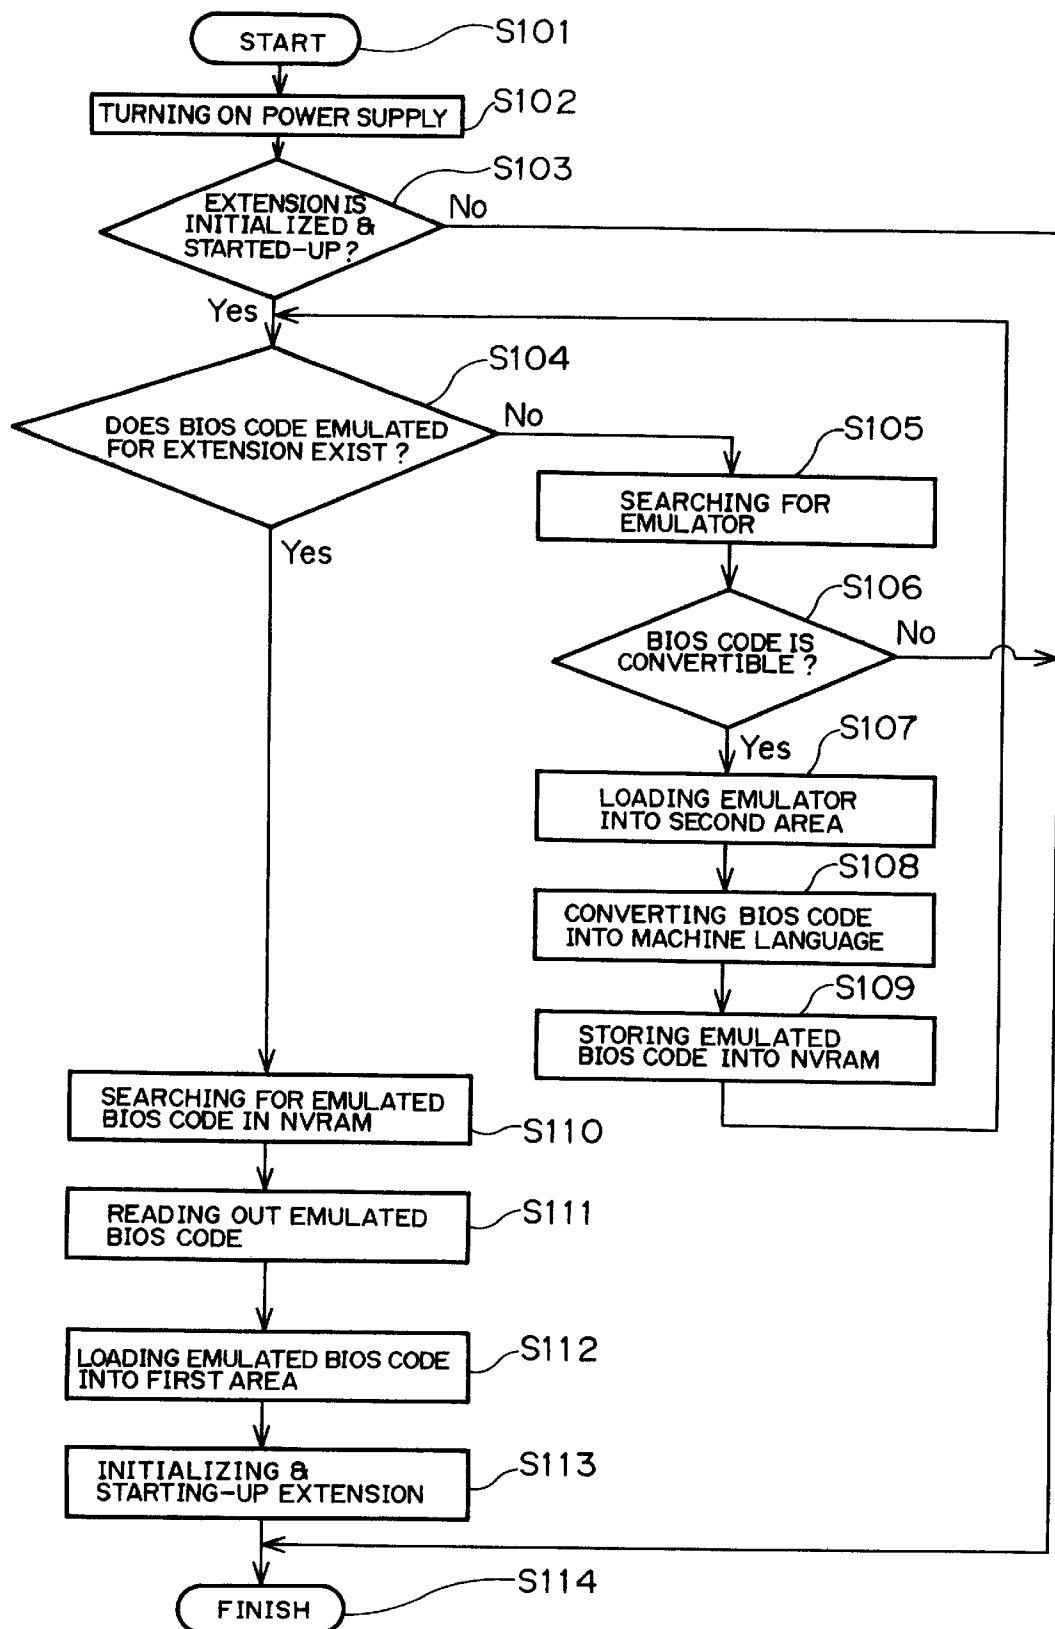 START
S101
TURNING ON POWER SUPPLY
S102
S103
EXTENSION IS
INITIALIZED &
STARTED-UP?
No
Yes
S104
DOES BIOS CODE EMULATED
FOR EXTENSION EXIST?
No
Yes
S105
SEARCHING FOR
EMULATOR
S106
BIOS CODE IS
CONVERTIBLE?
No
Yes
S107
LOADING EMULATOR
INTO SECOND AREA
S108
CONVERTING BIOS CODE
INTO MACHINE LANGUAGE
S109
STORING EMULATED
BIOS CODE INTO NVRAM
SEARCHING FOR EMULATED
BIOS CODE IN NVRAM
S110
READING OUT EMULATED
BIOS CODE
S111
LOADING EMULATED BIOS CODE
INTO FIRST AREA
S112
INITIALIZING &
STARTING-UP EXTENSION
S113
FINISH
S114